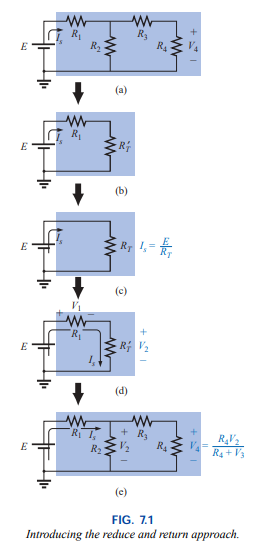 R1 R3 +
E Is R2 R4 V4
–
(a)
R1
E Is R′T
(b)
E Is RT Is = E
RT
(c)
V1
+ –
R1 +
E R′T V2
Is –
(d)
R1 Is + R3 +
E R2 V2 R4 V4 = R4V2
R4 + V3
– –
(e)
FIG. 7.1
Introducing the reduce and return approach.